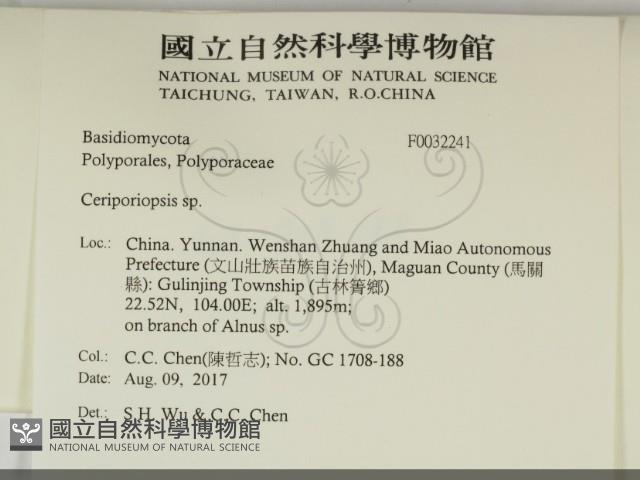 國立自然科學博物館
NATIONAL MUSEUM OF NATURAL SCIENCE
TAICHUNG, TAIWAN, R.O.CHINA
Basidiomycota F0032241
Polyporales, Polyporaceae
Ceriporiopsis sp.
Loc.: China. Yunnan. Wenshan Zhuang and Miao Autonomous
Prefecture (文山壯族苗族自治州), Maguan County (馬關
縣): Gulinjing Township (古林箐鄉)
22.52N, 104.00E; alt. 1,895m;
on branch of Alnus sp.
Col.: C.C. Chen(陳哲志); No. GC 1708-188
Date: Aug. 09, 2017
Det.: S.H. Wu & C.C. Chen
國立自然科學博物館
NATIONAL MUSEUM OF NATURAL SCIENCE